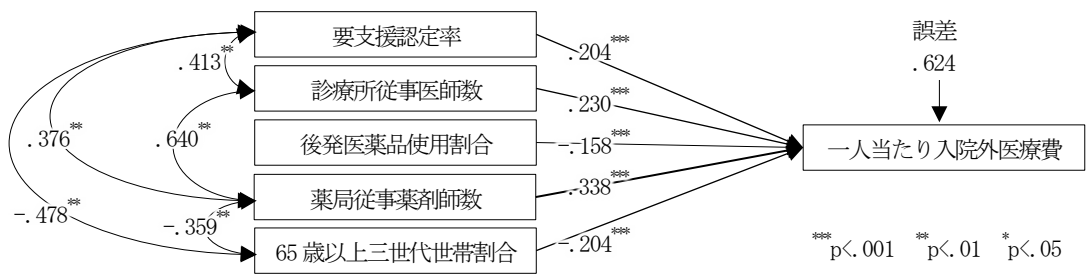 要支援認定率
診療所従事医師数
後発医薬品使用割合
薬局従事薬剤師数
65歳以上三世代世帯割合
.413**
.376**
.640**
-.478**
-.359**
.204***
.230***
-.158***
.338***
-.204***
誤差
.624
一人当たり入院外医療費
***p<.001 **p<.01 *p<.05